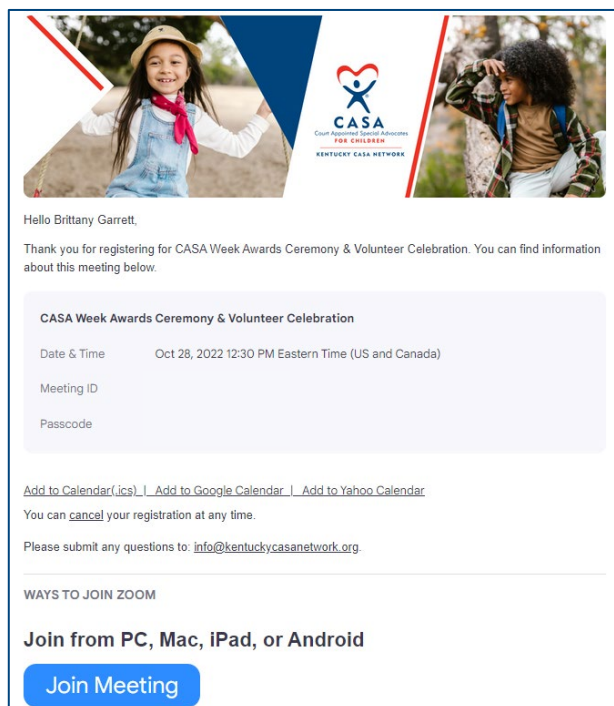 CASA
Court Appointed Special Advocates
FOR CHILDREN
KENTUCKY CASA NETWORK
Hello Brittany Garrett,
Thank you for registering for CASA Week Awards Ceremony & Volunteer Celebration. You can find information
about this meeting below.
CASA Week Awards Ceremony & Volunteer Celebration
Date & Time Oct 28, 2022 12:30 PM Eastern Time (US and Canada)
Meeting ID
Passcode
Add to Calendar(.ics) | Add to Google Calendar | Add to Yahoo Calendar
You can cancel your registration at any time.
Please submit any questions to: info@kentuckycasanetwork.org.
WAYS TO JOIN ZOOM
Join from PC, Mac, iPad, or Android
Join Meeting